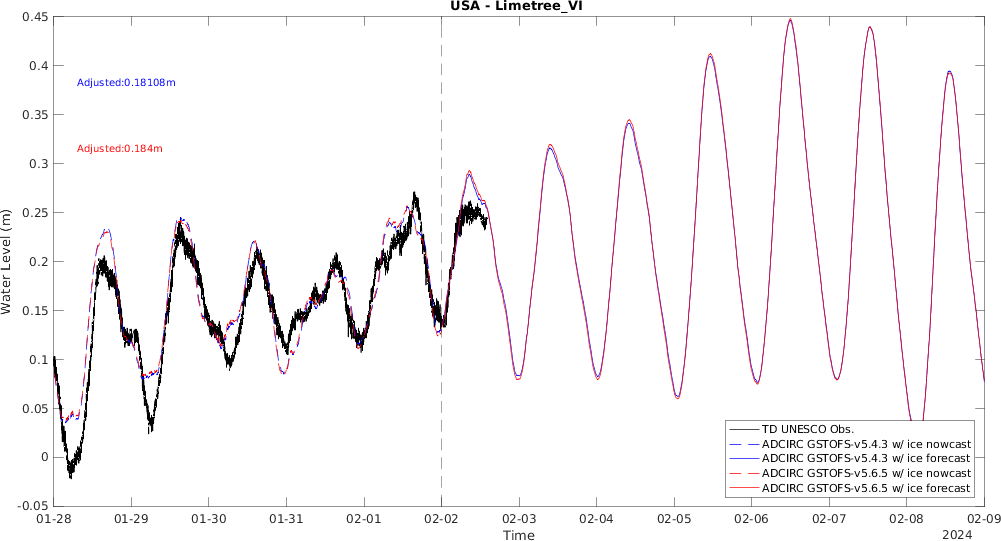 USA - Limetree_VI
Adjusted:0.18108m
Adjusted:0.184m
Water Level (m)
0.45
0.4
0.35
0.3
0.25
0.2
0.15
0.1
0.05
0
-0.05
01-28
01-29
01-30
01-31
02-01
02-02
02-03
02-04
02-05
02-06
02-07
02-08
02-09
2024
Time
TD UNESCO Obs.
ADCIRC GSTOFS-v5.4.3 w/ ice nowcast
ADCIRC GSTOFS-v5.4.3 w/ ice forecast
ADCIRC GSTOFS-v5.6.5 w/ ice nowcast
ADCIRC GSTOFS-v5.6.5 w/ ice forecast